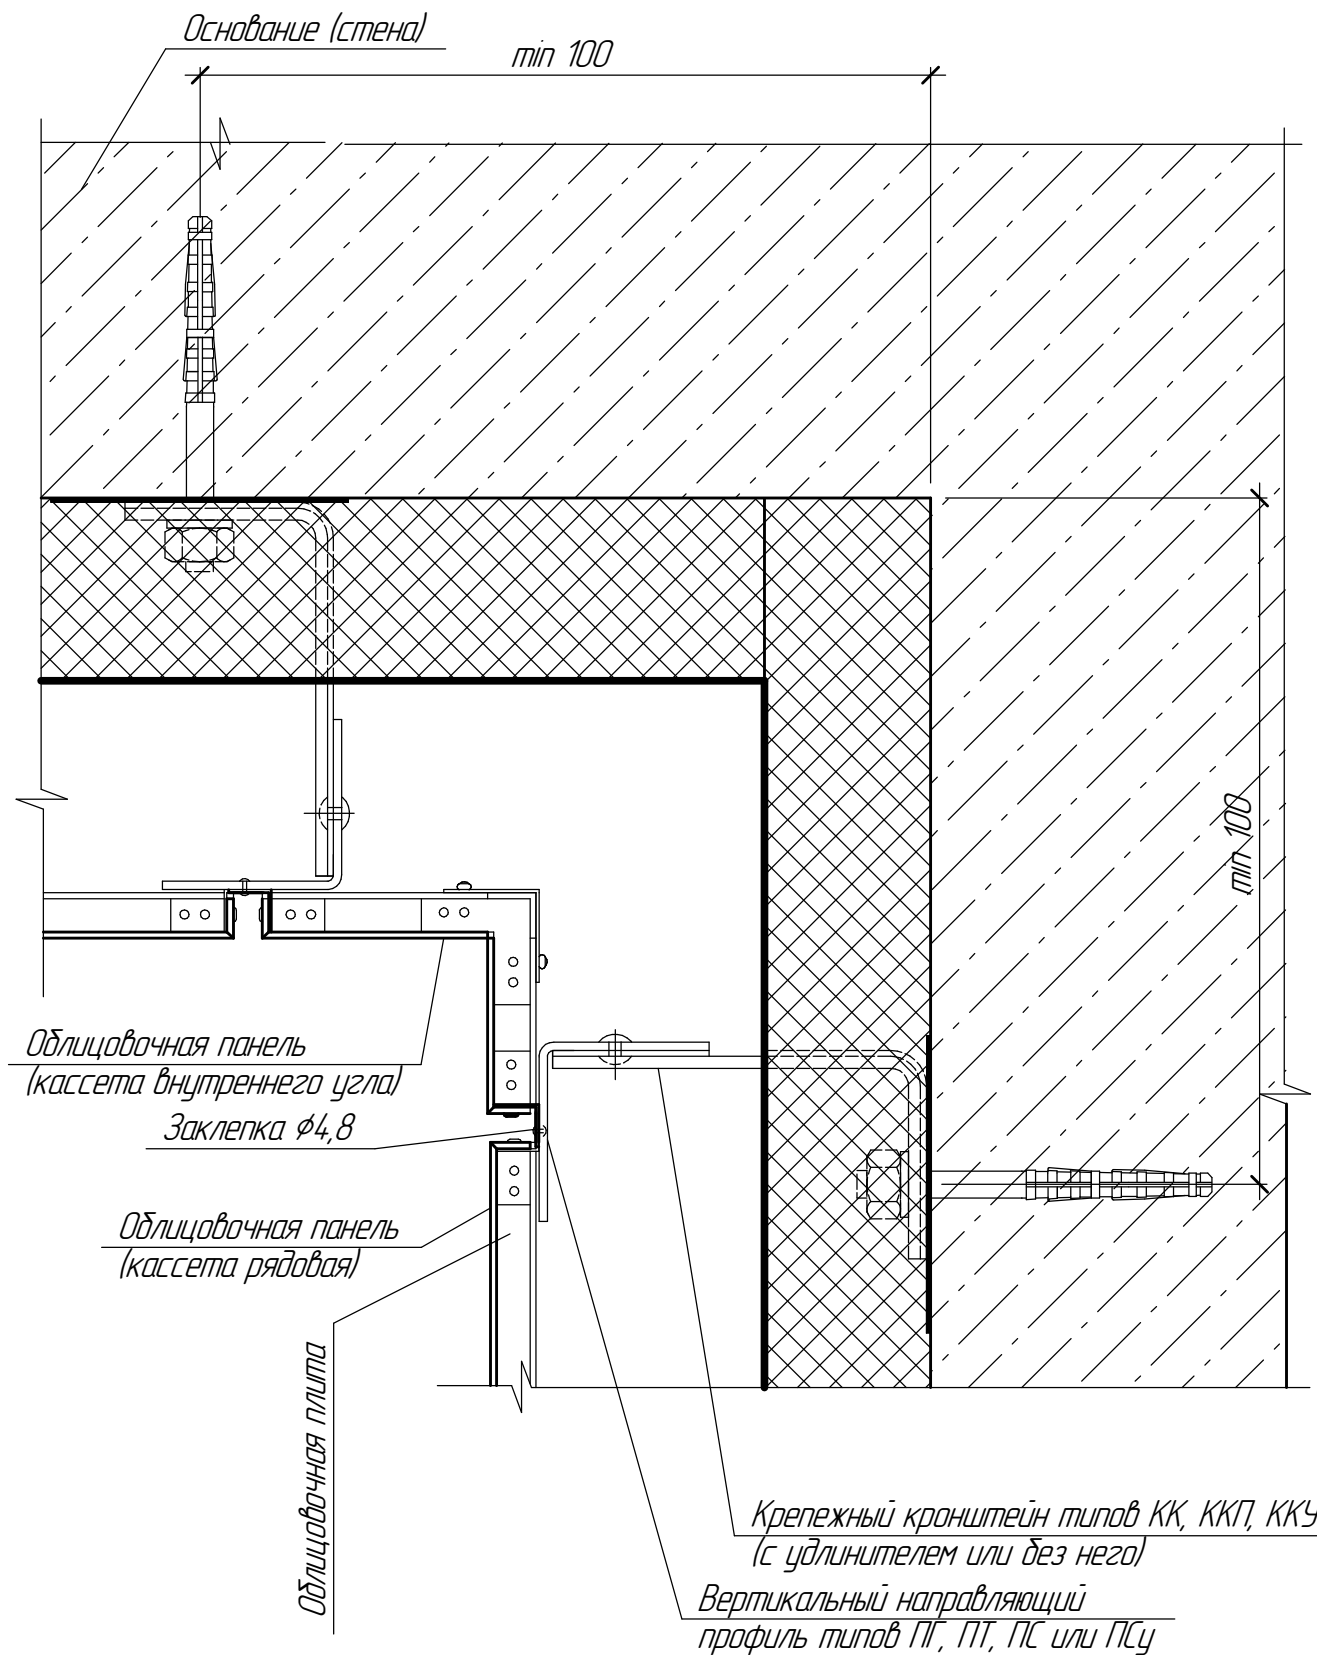 Основание (стена)
min 100
min 100
Облицовочная панель
(кассета внутреннего угла)
Заклепка ϕ4,8
Облицовочная панель
(кассета рядовая)
Облицовочная плита
Крепежный кронштейн типов КК, ККП, ККУ
(с удлинителем или без него)
Вертикальный направляющий
профиль типов ПГ, ПТ, ПС или ПСу